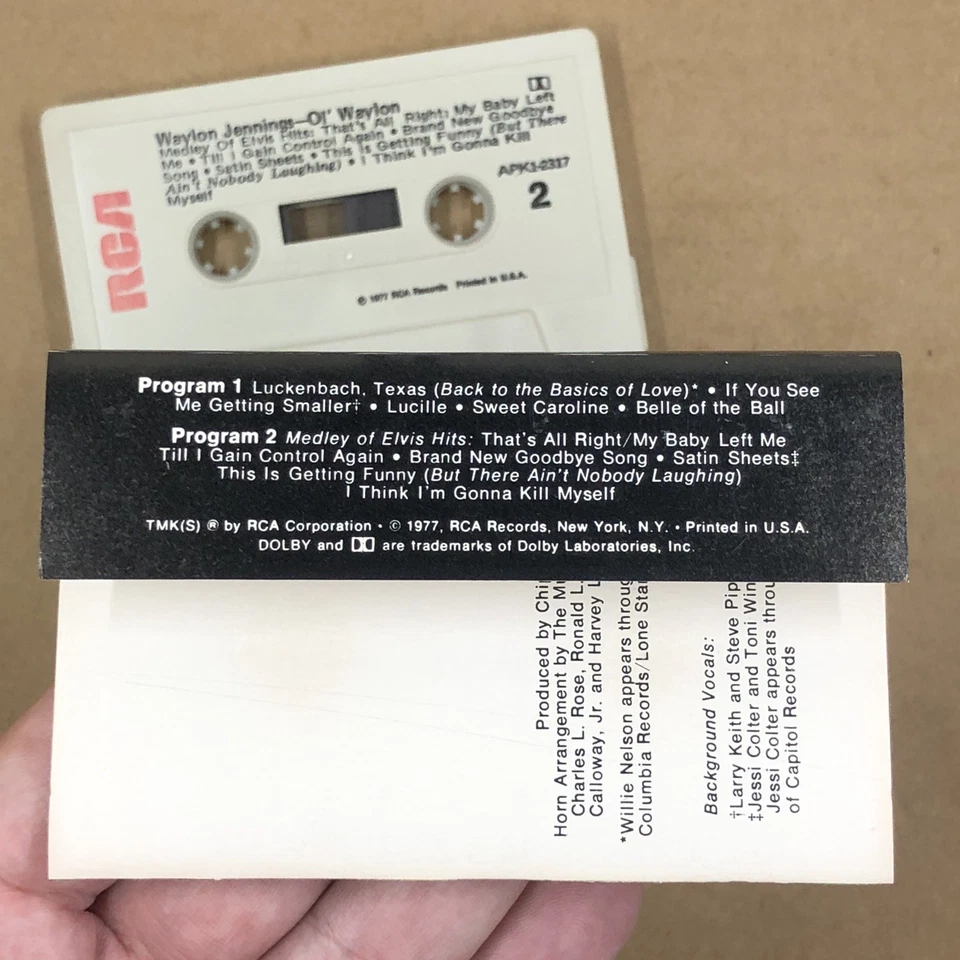 Waylon Jennings—Ol' Waylon
Medley Of Elvis Hits: That's All Right; My Baby Left
Me • Till I Gain Control Again • Brand New Goodbye
Song • Satin Sheets • This Is Getting Funny (But There
Ain't Nobody Laughing) • I Think I'm Gonna Kill
Myself
APK1-2317
2
RCA
© 1977 RCA Records Printed in U.S.A.
Program 1 Luckenbach, Texas (Back to the Basics of Love)* • If You See
Me Getting Smaller† • Lucille • Sweet Caroline • Belle of the Ball
Program 2 Medley of Elvis Hits: That's All Right/My Baby Left Me
Till I Gain Control Again • Brand New Goodbye Song • Satin Sheets‡
This Is Getting Funny (But There Ain't Nobody Laughing)
I Think I'm Gonna Kill Myself
TMK(S) ® by RCA Corporation • © 1977, RCA Records, New York, N.Y. • Printed in U.S.A.
DOLBY and are trademarks of Dolby Laboratories, Inc.
Produced by Chi
Horn Arrangement by The M
Charles L. Rose, Ronald L.
Calloway, Jr. and Harvey L
*Willie Nelson appears throug
Columbia Records/Lone Sta
Background Vocals:
†Larry Keith and Steve Pip
‡Jessi Colter and Toni Win
Jessi Colter appears throu
of Capitol Records